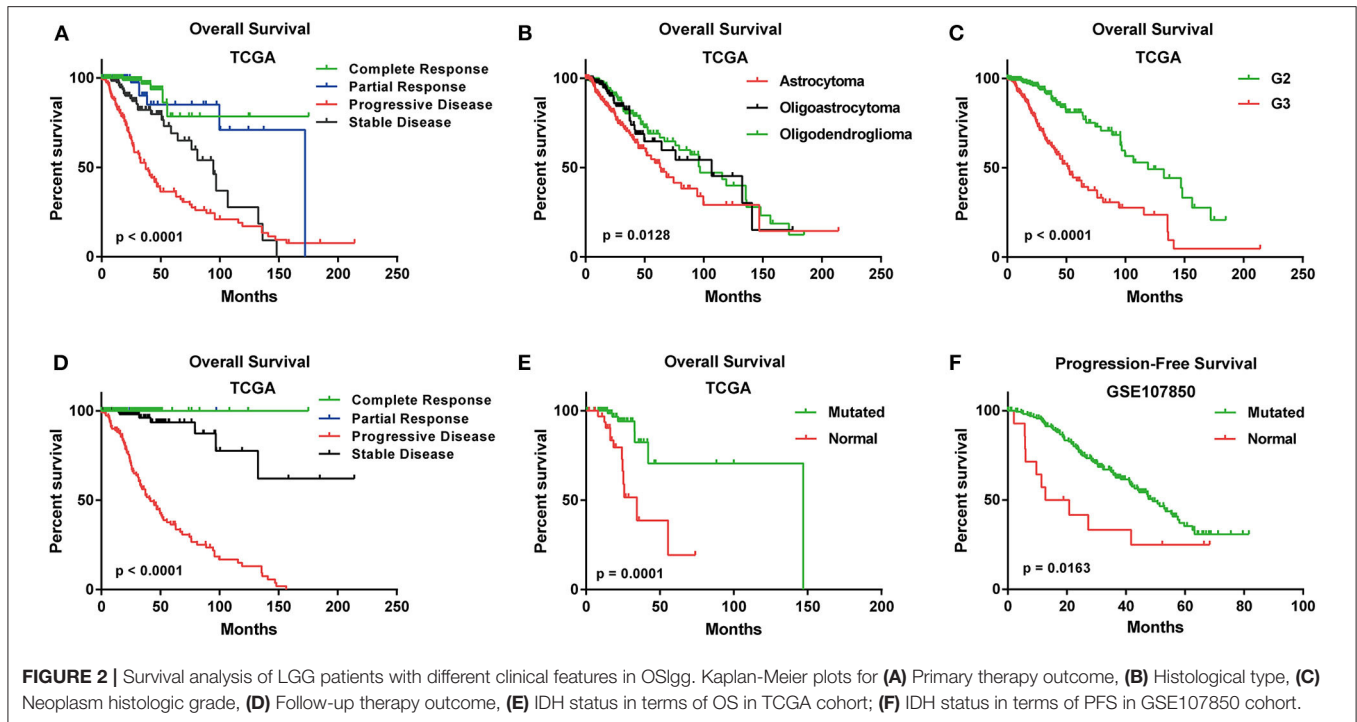 A
Overall Survival
TCGA
Percent survival
100
50
0
0 50 100 150 200 250
Months
Complete Response
Partial Response
Progressive Disease
Stable Disease
p < 0.0001
B
Overall Survival
TCGA
Percent survival
100
50
0
0 50 100 150 200 250
Months
Astrocytoma
Oligoastrocytoma
Oligodendroglioma
p = 0.0128
C
Overall Survival
TCGA
Percent survival
100
50
0
0 50 100 150 200 250
Months
G2
G3
p < 0.0001
D
Overall Survival
TCGA
Percent survival
100
50
0
0 50 100 150 200 250
Months
Complete Response
Partial Response
Progressive Disease
Stable Disease
p < 0.0001
E
Overall Survival
TCGA
Percent survival
100
50
0
0 50 100 150 200
Months
Mutated
Normal
p = 0.0001
F
Progression-Free Survival
GSE107850
Percent survival
100
50
0
0 20 40 60 80 100
Months
Mutated
Normal
p = 0.0163
FIGURE 2 | Survival analysis of LGG patients with different clinical features in OSlgg. Kaplan-Meier plots for (A) Primary therapy outcome, (B) Histological type, (C)
Neoplasm histologic grade, (D) Follow-up therapy outcome, (E) IDH status in terms of OS in TCGA cohort; (F) IDH status in terms of PFS in GSE107850 cohort.